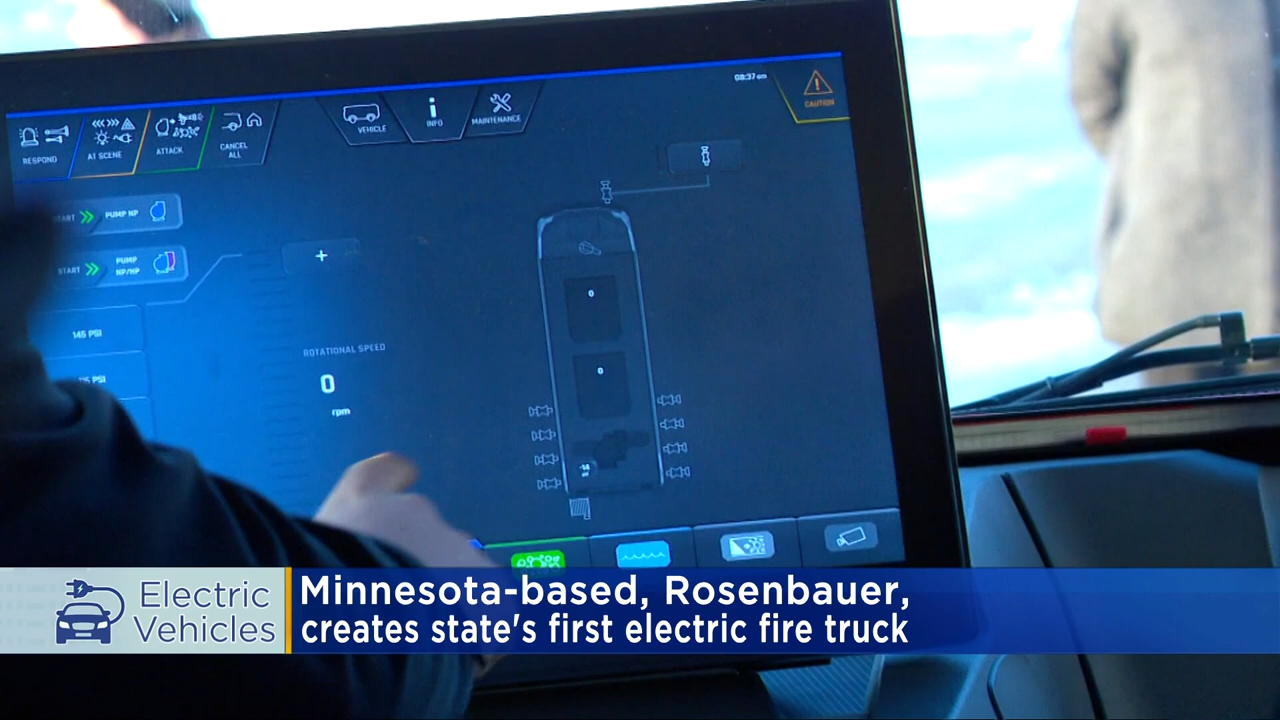 08:37 am
CAUTION
RESPOND
AT SCENE
ATTACK
CANCEL
ALL
VEHICLE
INFO
MAINTENANCE
START
PUMP NP
START
PUMP
NP/HP
+
145 PSI
PSI
ROTATIONAL SPEED
0
rpm
0
0
Electric
Vehicles
Minnesota-based, Rosenbauer,
creates state's first electric fire truck